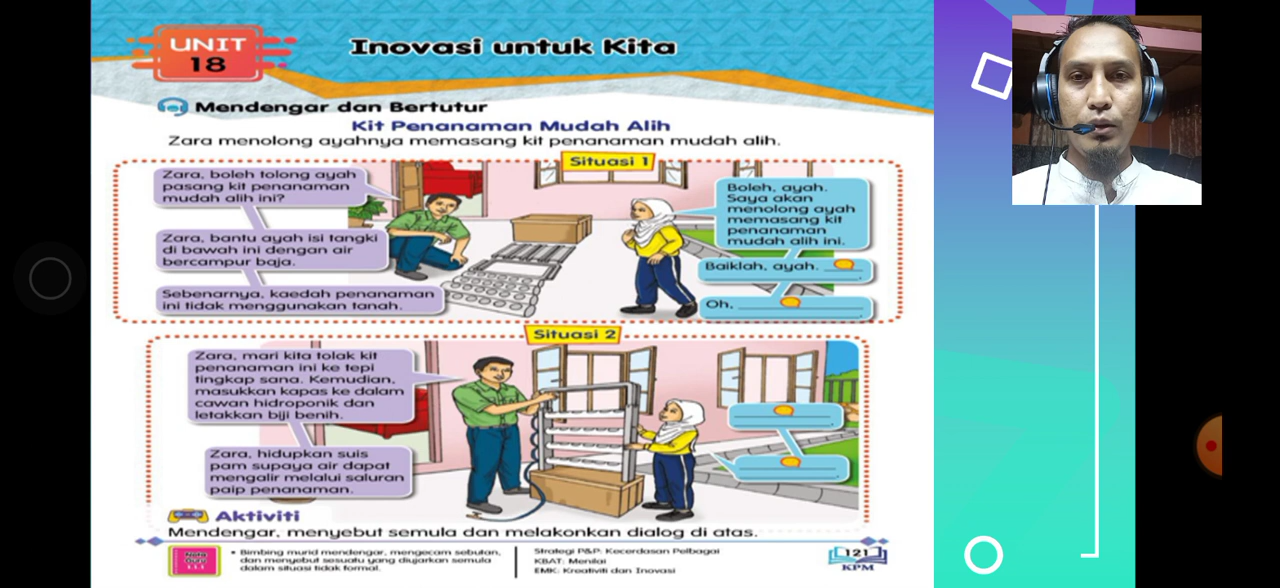 UNIT
18
Inovasi untuk Kita
Mendengar dan Bertutur
Kit Penanaman Mudah Alih
Zara menolong ayahnya memasang kit penanaman mudah alih.
Situasi 1
Zara, boleh tolong ayah
pasang kit penanaman
mudah alih ini?
Boleh, ayah.
Saya akan
menolong ayah
memasang kit
penanaman
mudah alih ini.
Zara, bantu ayah isi tangki
di bawah ini dengan air
bercampur baja.
Baiklah, ayah.
Sebenarnya, kaedah penanaman
ini tidak menggunakan tanah.
Oh,
Situasi 2
Zara, mari kita tolak kit
penanaman ini ke tepi
tingkap sana. Kemudian,
masukkan kapas ke dalam
cawan hidroponik dan
letakkan biji benih.
Zara, hidupkan suis
pam supaya air dapat
mengalir melalui saluran
paip penanaman.
Aktiviti
Mendengar, menyebut semula dan melakonkan dialog di atas.
Nota
Guru
• Bimbing murid mendengar, mengecam sebutan,
dan menyebut sesuatu yang diujarkan semula
dalam situasi tidak formal.
Strategi P&P: Kecerdasan Pelbagai
KBAT: Menilai
EMK: Kreativiti dan Inovasi
121
KPM